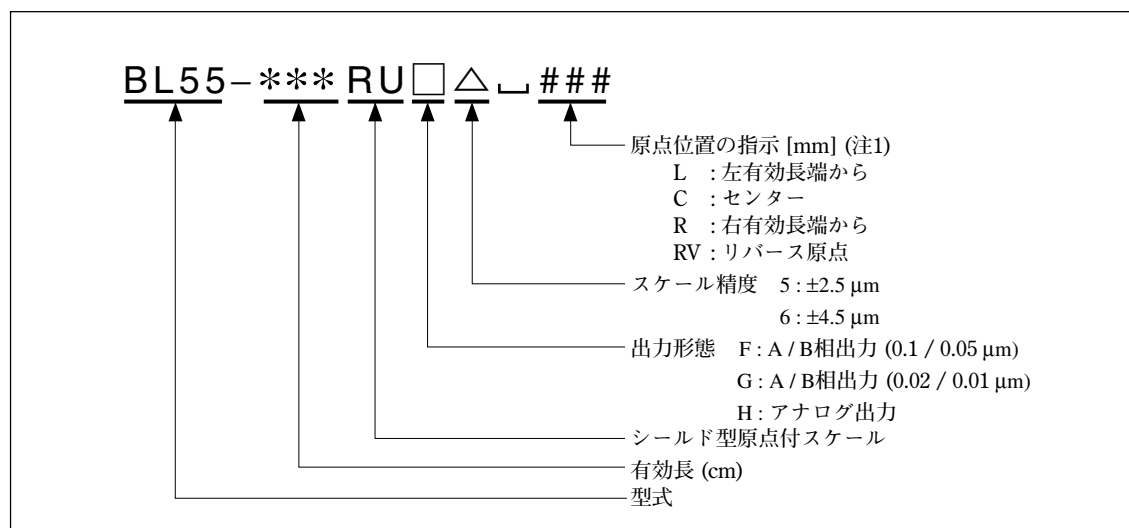 BL55-***RU□△␣###
原点位置の指示 [mm] (注1)
L : 左有効長端から
C : センター
R : 右有効長端から
RV : リバース原点
スケール精度 5 : ±2.5 μm
6 : ±4.5 μm
出力形態 F : A / B相出力 (0.1 / 0.05 μm)
G : A / B相出力 (0.02 / 0.01 μm)
H : アナログ出力
シールド型原点付スケール
有効長 (cm)
型式